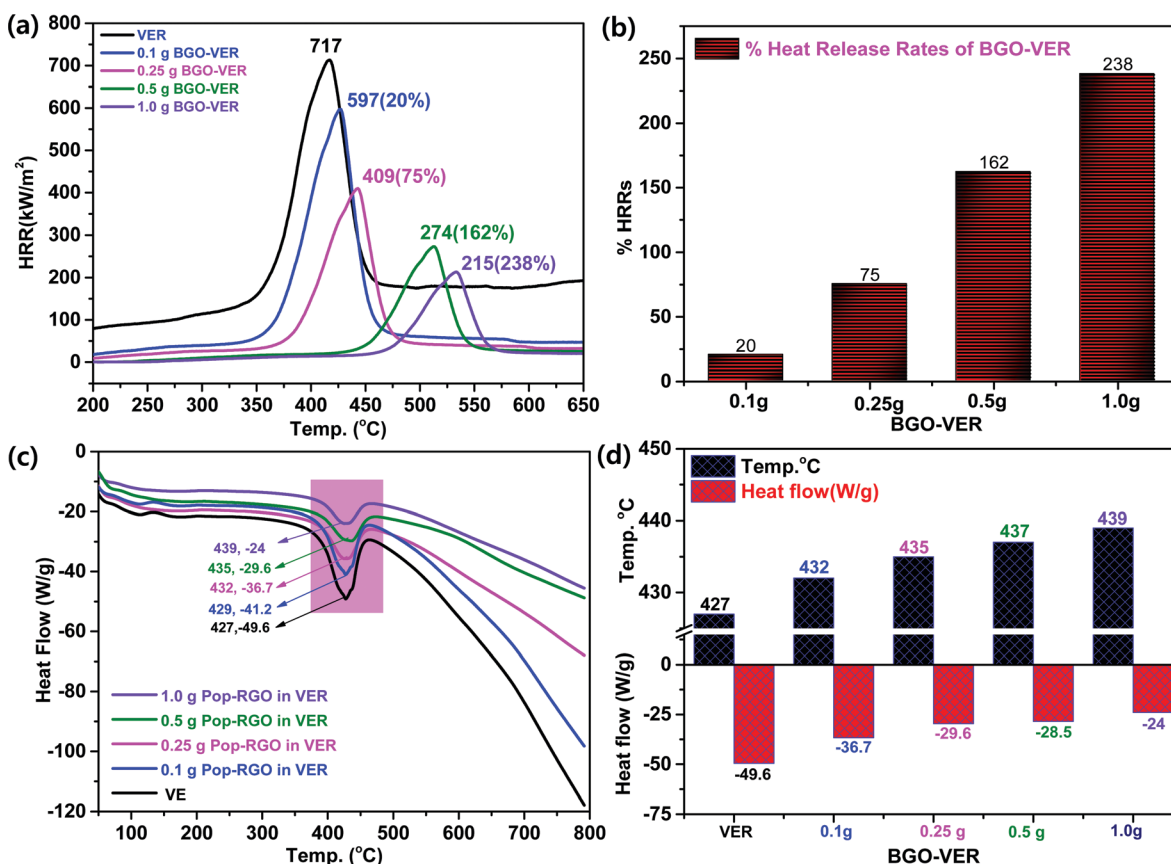 (a)
VER
0.1 g BGO-VER
0.25 g BGO-VER
0.5 g BGO-VER
1.0 g BGO-VER
717
597(20%)
409(75%)
274(162%)
215(238%)
HRR(kW/m²)
800
700
600
500
400
300
200
100
0
200 250 300 350 400 450 500 550 600 650
Temp. (°C)
(b)
% Heat Release Rates of BGO-VER
% HRRs
250
200
150
100
50
0
20
75
162
238
0.1g 0.25g 0.5g 1.0g
BGO-VER
(c)
Heat Flow (W/g)
0
-20
-40
-60
-80
-100
-120
439, -24
435, -29.6
432, -36.7
429, -41.2
427,-49.6
1.0 g Pop-RGO in VER
0.5 g Pop-RGO in VER
0.25 g Pop-RGO in VER
0.1 g Pop-RGO in VER
VE
100 200 300 400 500 600 700 800
Temp. (°C)
(d)
Temp.°C
Heat flow(W/g)
Temp. °C
450
440
430
427
432
435
437
439
Heat flow (W/g)
0
-25
-50
-75
-49.6
-36.7
-29.6
-28.5
-24
VER 0.1g 0.25 g 0.5 g 1.0g
BGO-VER